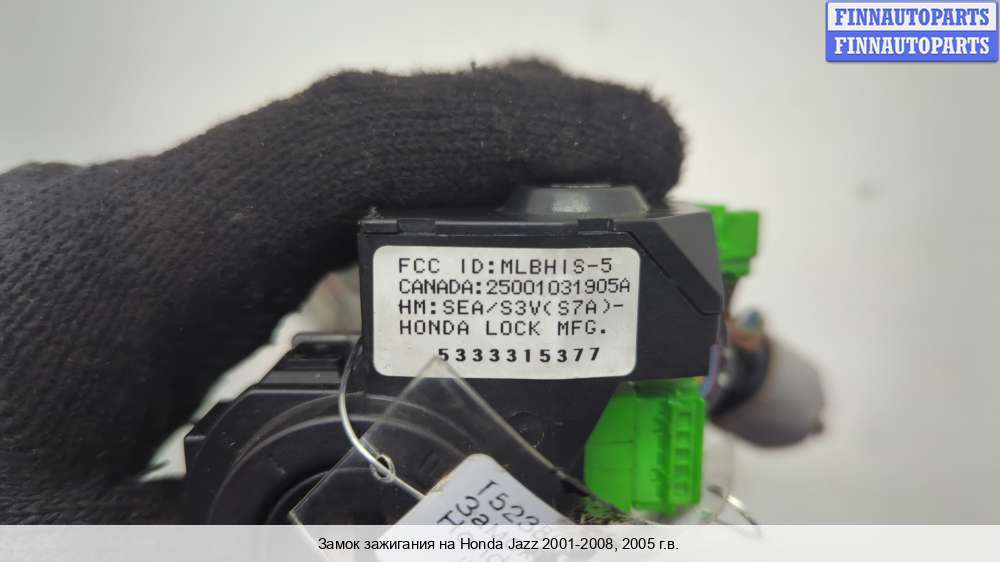 FINNAUTOPARTS
FINNAUTOPARTS
FCC ID:MLBHIS-5
CANADA:25001031905A
HM:SEA/S3V(S7A)-
HONDA LOCK MFG.
5333315377
Замок зажигания на Honda Jazz 2001-2008, 2005 г.в.